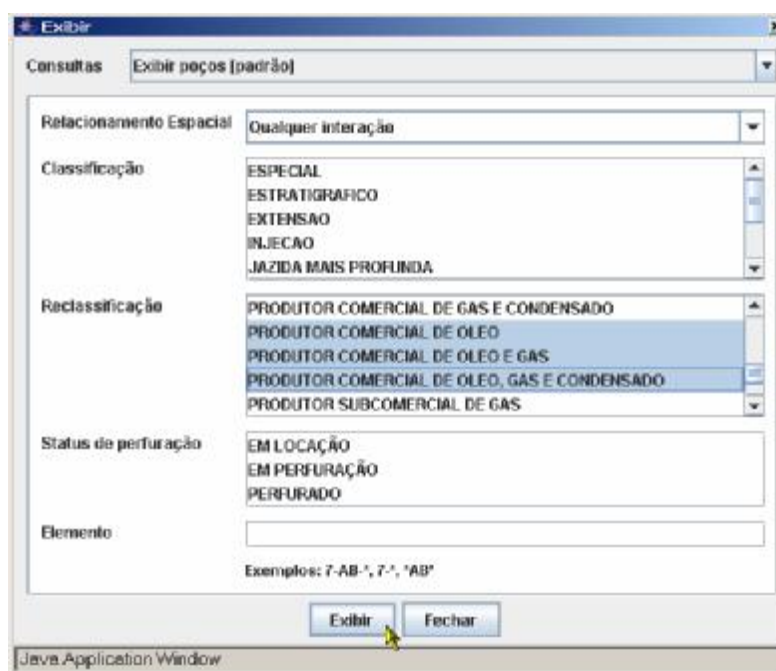 Exibir
Consultas Exibir poços [padrão]
Relacionamento Espacial Qualquer interação
Classificação
ESPECIAL
ESTRATIGRAFICO
EXTENSAO
INJECAO
JAZIDA MAIS PROFUNDA
Reclassificação
PRODUTOR COMERCIAL DE GAS E CONDENSADO
PRODUTOR COMERCIAL DE OLEO
PRODUTOR COMERCIAL DE OLEO E GAS
PRODUTOR COMERCIAL DE OLEO, GAS E CONDENSADO
PRODUTOR SUBCOMERCIAL DE GAS
Status de perfuração
EM LOCAÇÃO
EM PERFURAÇÃO
PERFURADO
Elemento
Exemplos: 7-AB-*, 7-*, *AB*
Exibir Fechar
Java Application Window